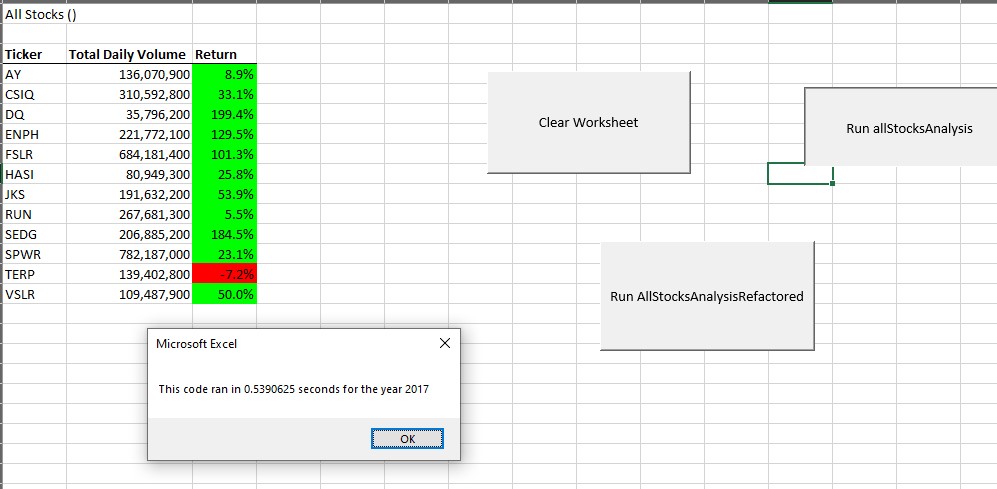 All Stocks ()
Ticker Total Daily Volume Return
AY 136,070,900 8.9%
CSIQ 310,592,800 33.1%
DQ 35,796,200 199.4%
ENPH 221,772,100 129.5%
FSLR 684,181,400 101.3%
HASI 80,949,300 25.8%
JKS 191,632,200 53.9%
RUN 267,681,300 5.5%
SEDG 206,885,200 184.5%
SPWR 782,187,000 23.1%
TERP 139,402,800 -7.2%
VSLR 109,487,900 50.0%
Clear Worksheet
Run allStocksAnalysis
Run AllStocksAnalysisRefactored
Microsoft Excel
This code ran in 0.5390625 seconds for the year 2017
OK